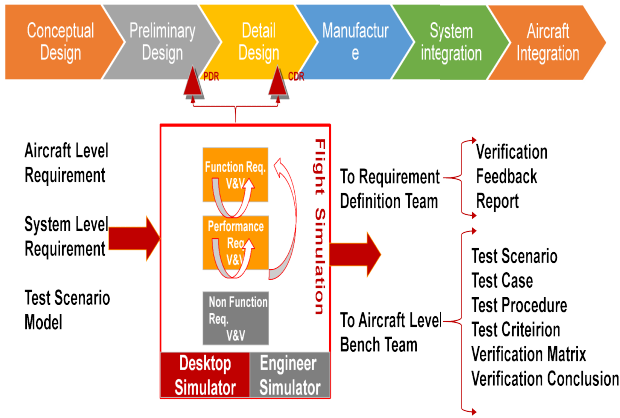 Conceptual
Design
Preliminary
Design
Detail
Design
Manufactur
e
System
integration
Aircraft
Integration
PDR
CDR
Aircraft Level
Requirement
System Level
Requirement
Test Scenario
Model
Function Req.
V&V
Performance
Req.
V&V
Non Function
Req.
V&V
Flight Simulation
Desktop
Simulator
Engineer
Simulator
To Requirement
Definition Team
Verification
Feedback
Report
To Aircraft Level
Bench Team
Test Scenario
Test Case
Test Procedure
Test Criteirion
Verification Matrix
Verification Conclusion